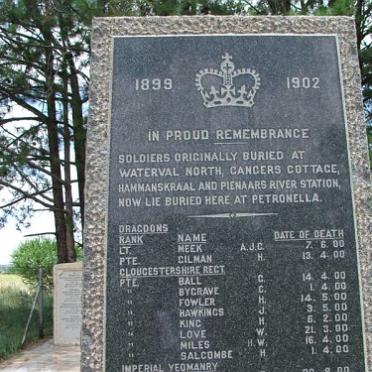 1899 1902
IN PROUD REMEMBRANCE
SOLDIERS ORIGINALLY BURIED AT
WATERVAL NORTH, GANGERS COTTAGE,
HAMMANSKRAAL AND PIENAARS RIVER STATION,
NOW LIE BURIED HERE AT PETRONELLA.
DRAGOONS
RANK NAME DATE OF DEATH
LT. MEEK A.J.G. 7. 6. 00
PTE. GILMAN H. 13. 4. 00
GLOUCESTERSHIRE REGT
PTE. BALL G. 14. 4. 00
" BYGRAVE C. 1. 4. 00
" FOWLER H. 14. 5. 00
" HAWKINGS J. 3. 5. 00
" KING C. 6. 2. 00
" LOVE W. 21. 3. 00
" MILES H.W. 16. 4. 00
" SALCOMBE H. 1. 4. 00
IMPERIAL YEOMANRY